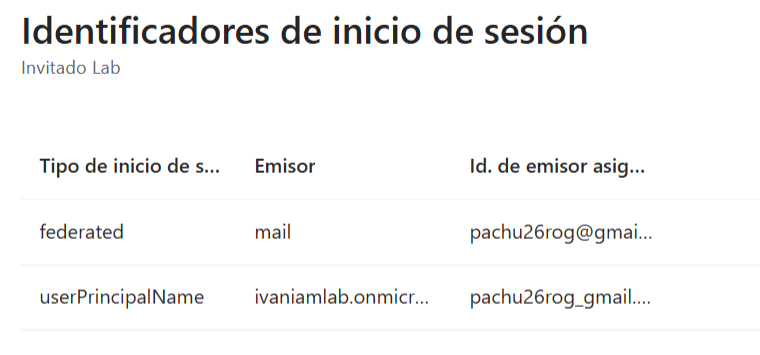 Identificadores de inicio de sesión
Invitado Lab
Tipo de inicio de s... Emisor Id. de emisor asig...
federated mail pachu26rog@gmai...
userPrincipalName ivaniamlab.onmicr... pachu26rog_gmail....